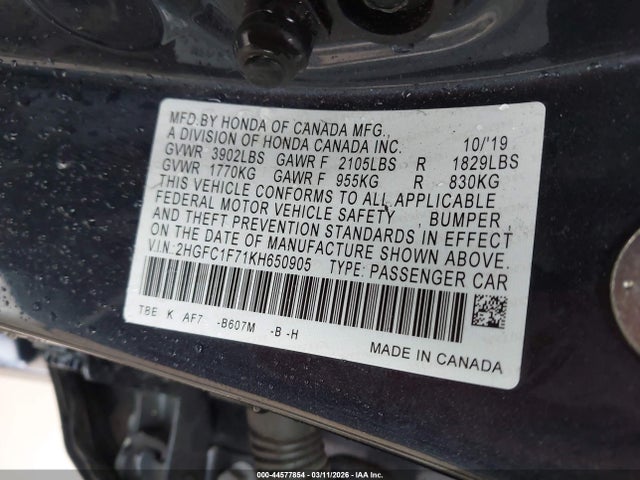 MFD.BY HONDA OF CANADA MFG.,
A DIVISION OF HONDA CANADA INC. 10/'19
GVWR 3902LBS GAWR F 2105LBS R 1829LBS
GVWR 1770KG GAWR F 955KG R 830KG
THIS VEHICLE CONFORMS TO ALL APPLICABLE
FEDERAL MOTOR VEHICLE SAFETY , BUMPER ,
AND THEFT PREVENTION STANDARDS IN EFFECT
ON THE DATE OF MANUFACTURE SHOWN ABOVE.
V.I.N:2HGFC1F71KH650905 TYPE: PASSENGER CAR
TBE K AF7 -B607M -B -H
MADE IN CANADA
000-44577854 - 03/11/2026 - IAA Inc.